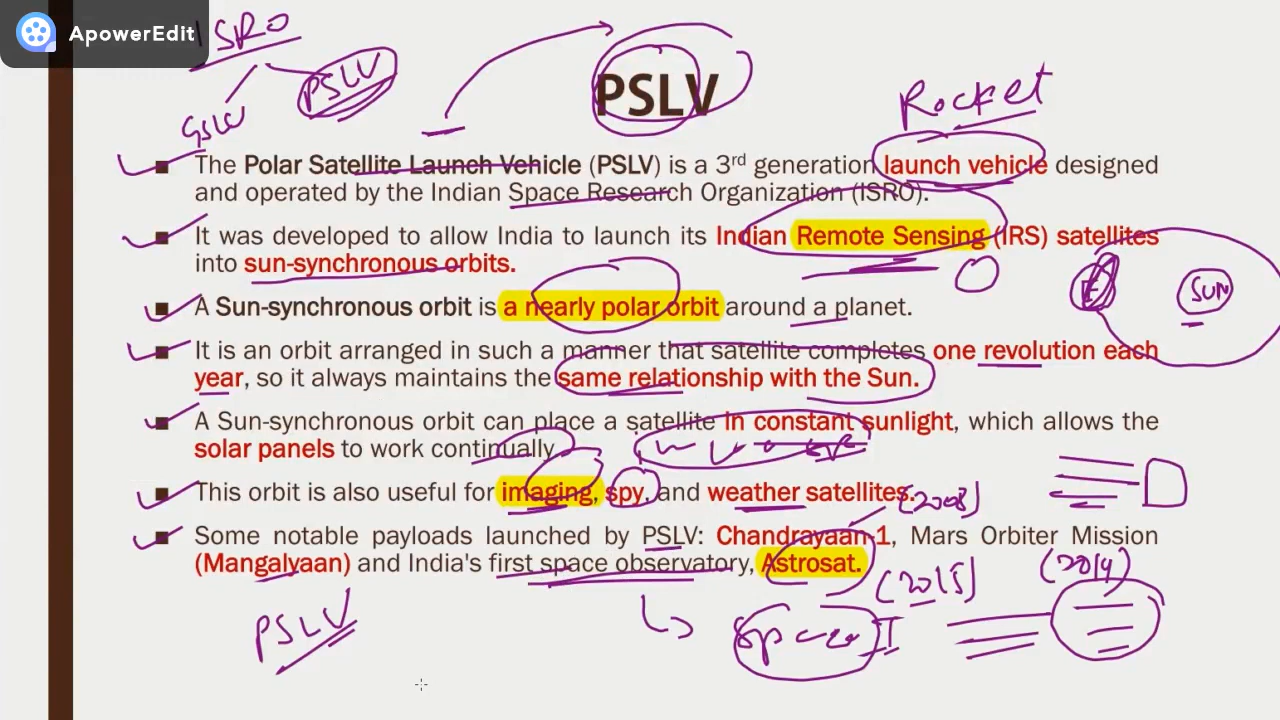 ISRO
ApowerEdit
PSLV
GSLV
PSLV
Rocket
■ The Polar Satellite Launch Vehicle (PSLV) is a 3rd generation launch vehicle designed
and operated by the Indian Space Research Organization (ISRO).
■ It was developed to allow India to launch its Indian Remote Sensing (IRS) satellites
into sun-synchronous orbits.
E
SUN
■ A Sun-synchronous orbit is a nearly polar orbit around a planet.
■ It is an orbit arranged in such a manner that satellite completes one revolution each
year, so it always maintains the same relationship with the Sun.
■ A Sun-synchronous orbit can place a satellite in constant sunlight, which allows the
solar panels to work continually.
■ This orbit is also useful for imaging, spy, and weather satellites.
(2008)
■ Some notable payloads launched by PSLV: Chandrayaan-1, Mars Orbiter Mission
(Mangalyaan) and India's first space observatory, Astrosat.
(2015)
(2014)
PSLV
Space